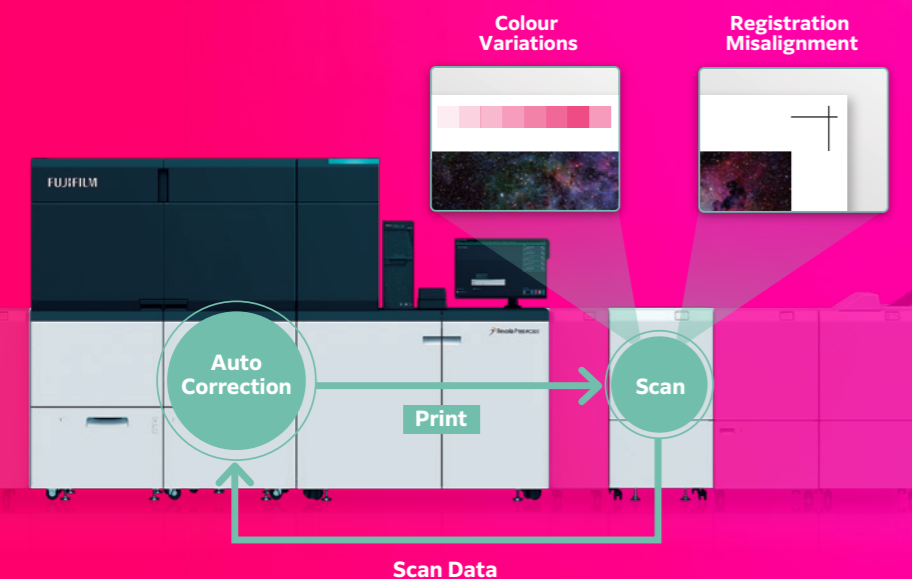 Colour
Variations
Registration
Misalignment
FUJIFILM
Auto
Correction
Scan
Print
Scan Data